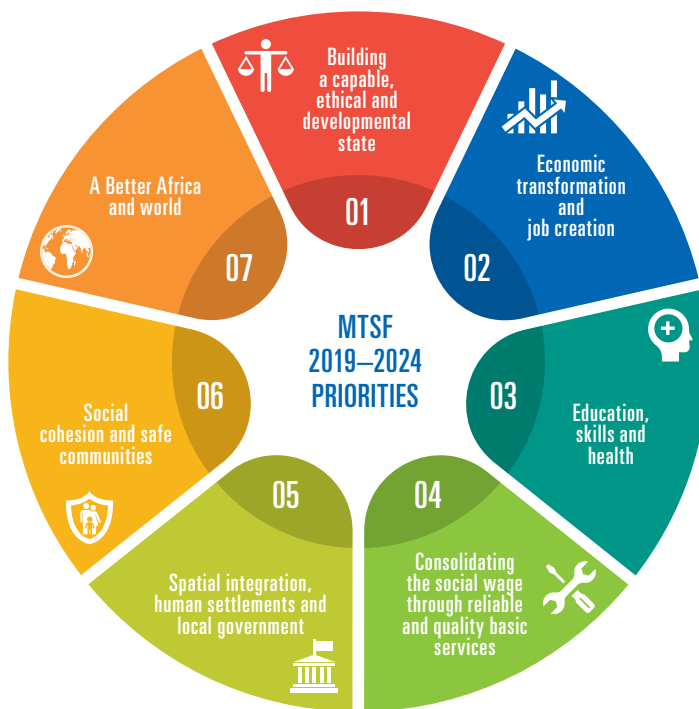 MTSF
2019–2024
PRIORITIES
Building
a capable,
ethical and
developmental
state
01
Economic
transformation
and
job creation
02
Education,
skills and
health
03
Consolidating
the social wage
through reliable
and quality basic
services
04
Spatial integration,
human settlements and
local government
05
Social
cohesion and safe
communities
06
A Better Africa
and world
07